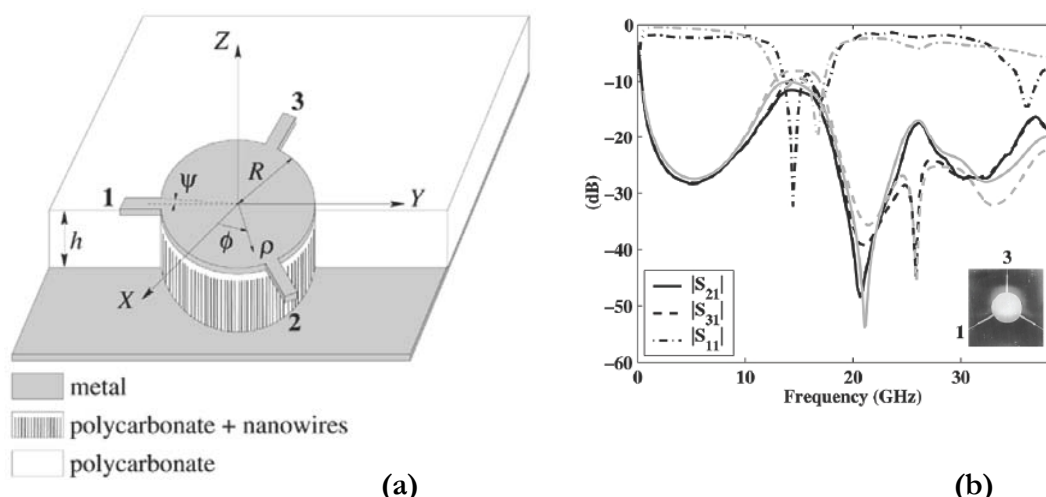 Z
3
R
1
ψ
Y
h
ϕ
ρ
X
2
metal
polycarbonate + nanowires
polycarbonate
(a)
0
−10
−20
−30
−40
−50
−60
(dB)
|S21|
|S31|
|S11|
3
1
0 10 20 30
Frequency (GHz)
(b)